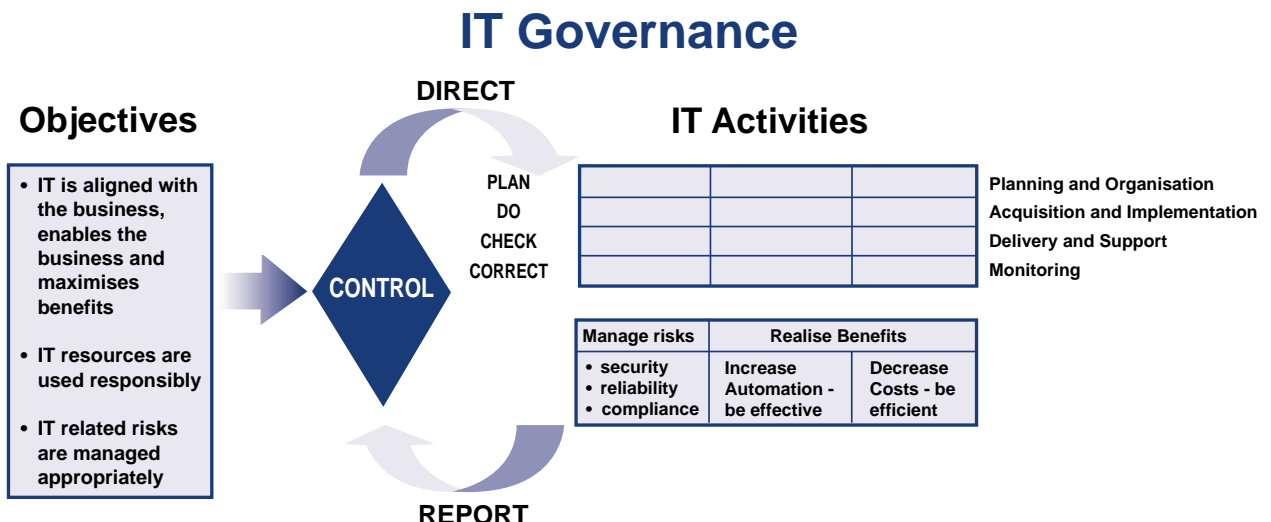 IT Governance
DIRECT
Objectives
IT Activities
• IT is aligned with
the business,
enables the
business and
maximises
benefits
• IT resources are
used responsibly
• IT related risks
are managed
appropriately
CONTROL
PLAN
DO
CHECK
CORRECT
Planning and Organisation
Acquisition and Implementation
Delivery and Support
Monitoring
Manage risks
Realise Benefits
• security
• reliability
• compliance
Increase
Automation -
be effective
Decrease
Costs - be
efficient
REPORT